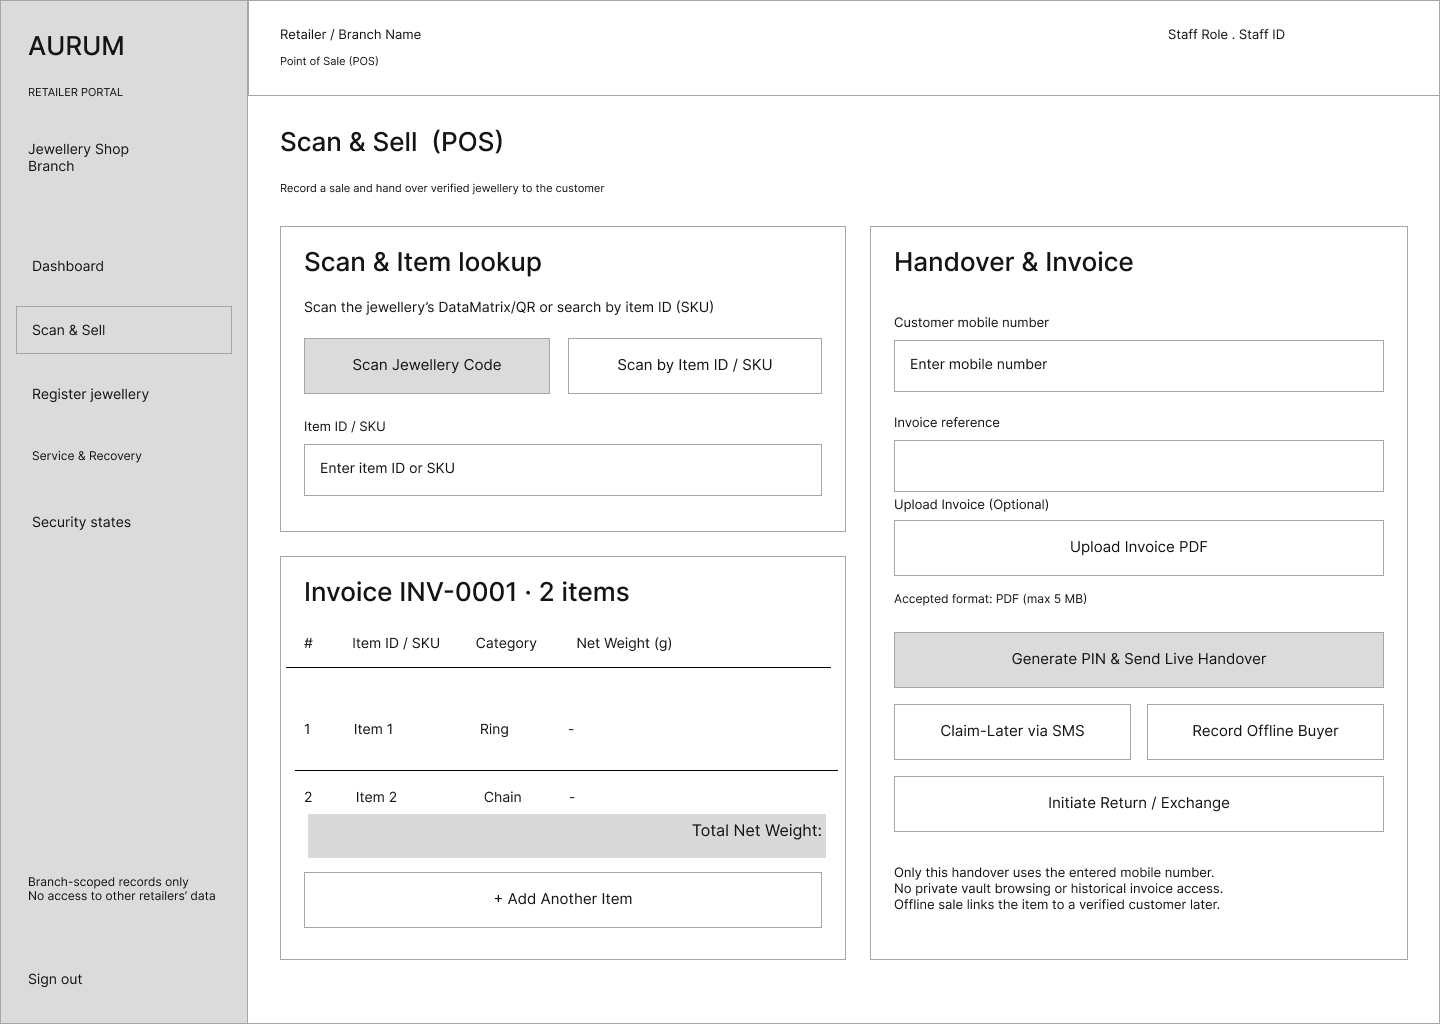 AURUM
RETAILER PORTAL
Jewellery Shop
Branch
Dashboard
Scan & Sell
Register jewellery
Service & Recovery
Security states
Branch-scoped records only
No access to other retailers’ data
Sign out
Retailer / Branch Name
Point of Sale (POS)
Staff Role . Staff ID
Scan & Sell  (POS)
Record a sale and hand over verified jewellery to the customer
Scan & Item lookup
Scan the jewellery’s DataMatrix/QR or search by item ID (SKU)
Scan Jewellery Code
Scan by Item ID / SKU
Item ID / SKU
Enter item ID or SKU
Invoice INV-0001 · 2 items
# Item ID / SKU Category Net Weight (g)
1 Item 1 Ring -
2 Item 2 Chain -
Total Net Weight:
+ Add Another Item
Handover & Invoice
Customer mobile number
Enter mobile number
Invoice reference
Upload Invoice (Optional)
Upload Invoice PDF
Accepted format: PDF (max 5 MB)
Generate PIN & Send Live Handover
Claim-Later via SMS
Record Offline Buyer
Initiate Return / Exchange
Only this handover uses the entered mobile number.
No private vault browsing or historical invoice access.
Offline sale links the item to a verified customer later.